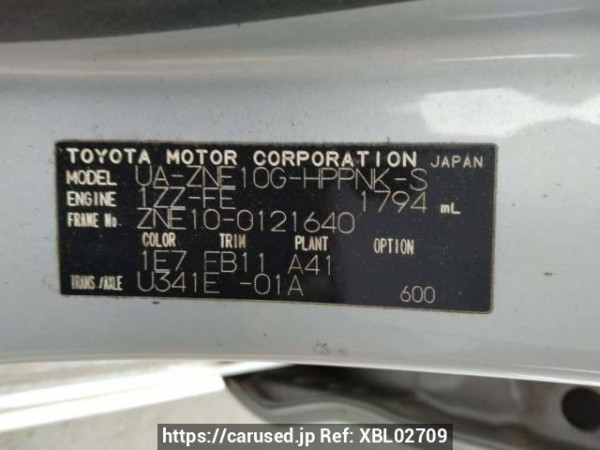 TOYOTA MOTOR CORPORATION JAPAN
MODEL UA-ZNE10G-HPPNK-S
ENGINE 1ZZ-FE 1794 mL
FRAME No ZNE10-0121640
COLOR TRIM PLANT OPTION
1E7 FB11 A41
TRANS/AXLE U341E -01A 600
https://carused.jp Ref: XBL02709